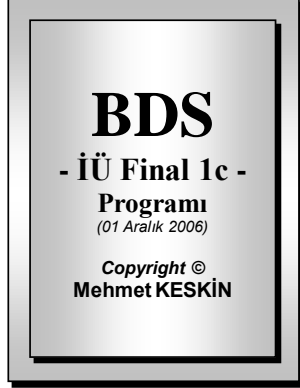 BDS
- İÜ Final 1c -
Programı
(01 Aralık 2006)
Copyright ©
Mehmet KESKİN